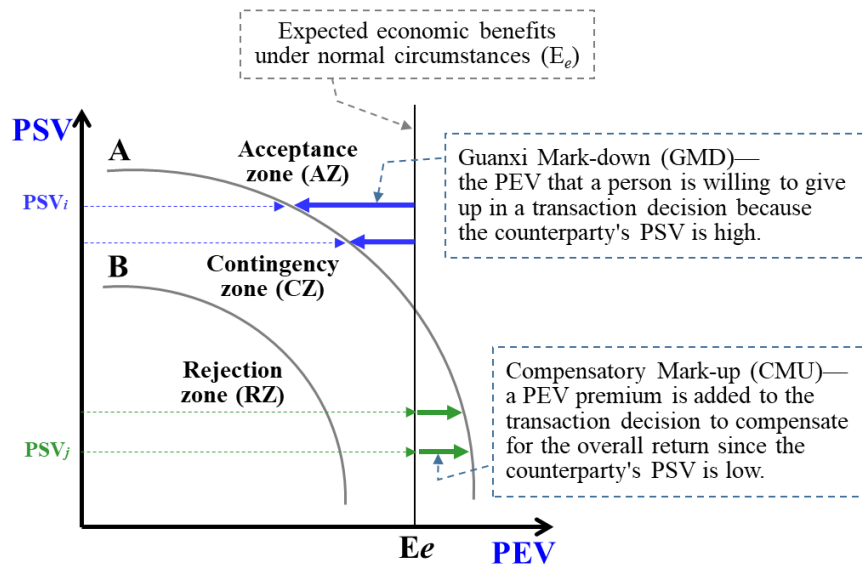 Expected economic benefits
under normal circumstances (Ee)
PSV
A
Acceptance
zone (AZ)
Guanxi Mark-down (GMD)—
the PEV that a person is willing to give
up in a transaction decision because
the counterparty's PSV is high.
PSVi
B
Contingency
zone (CZ)
Rejection
zone (RZ)
Compensatory Mark-up (CMU)—
a PEV premium is added to the
transaction decision to compensate
for the overall return since the
counterparty's PSV is low.
PSVj
Ee
PEV